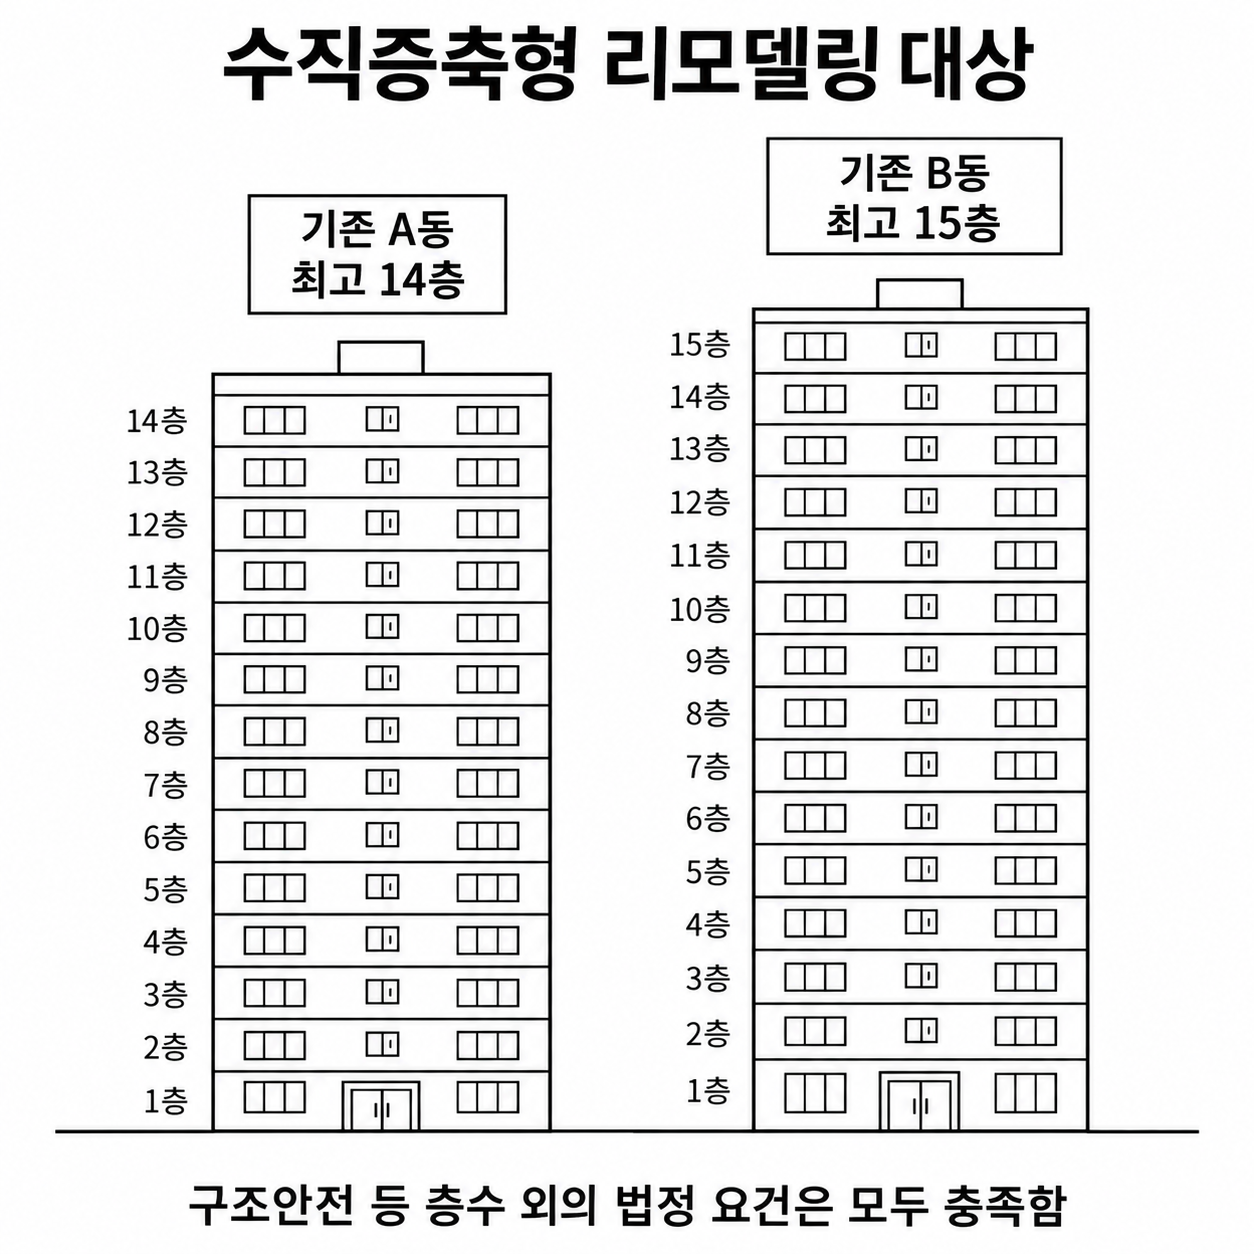 수직증축형 리모델링 대상
기존 A동
최고 14층
14층
13층
12층
11층
10층
9층
8층
7층
6층
5층
4층
3층
2층
1층
기존 B동
최고 15층
15층
14층
13층
12층
11층
10층
9층
8층
7층
6층
5층
4층
3층
2층
1층
구조안전 등 층수 외의 법정 요건은 모두 충족함